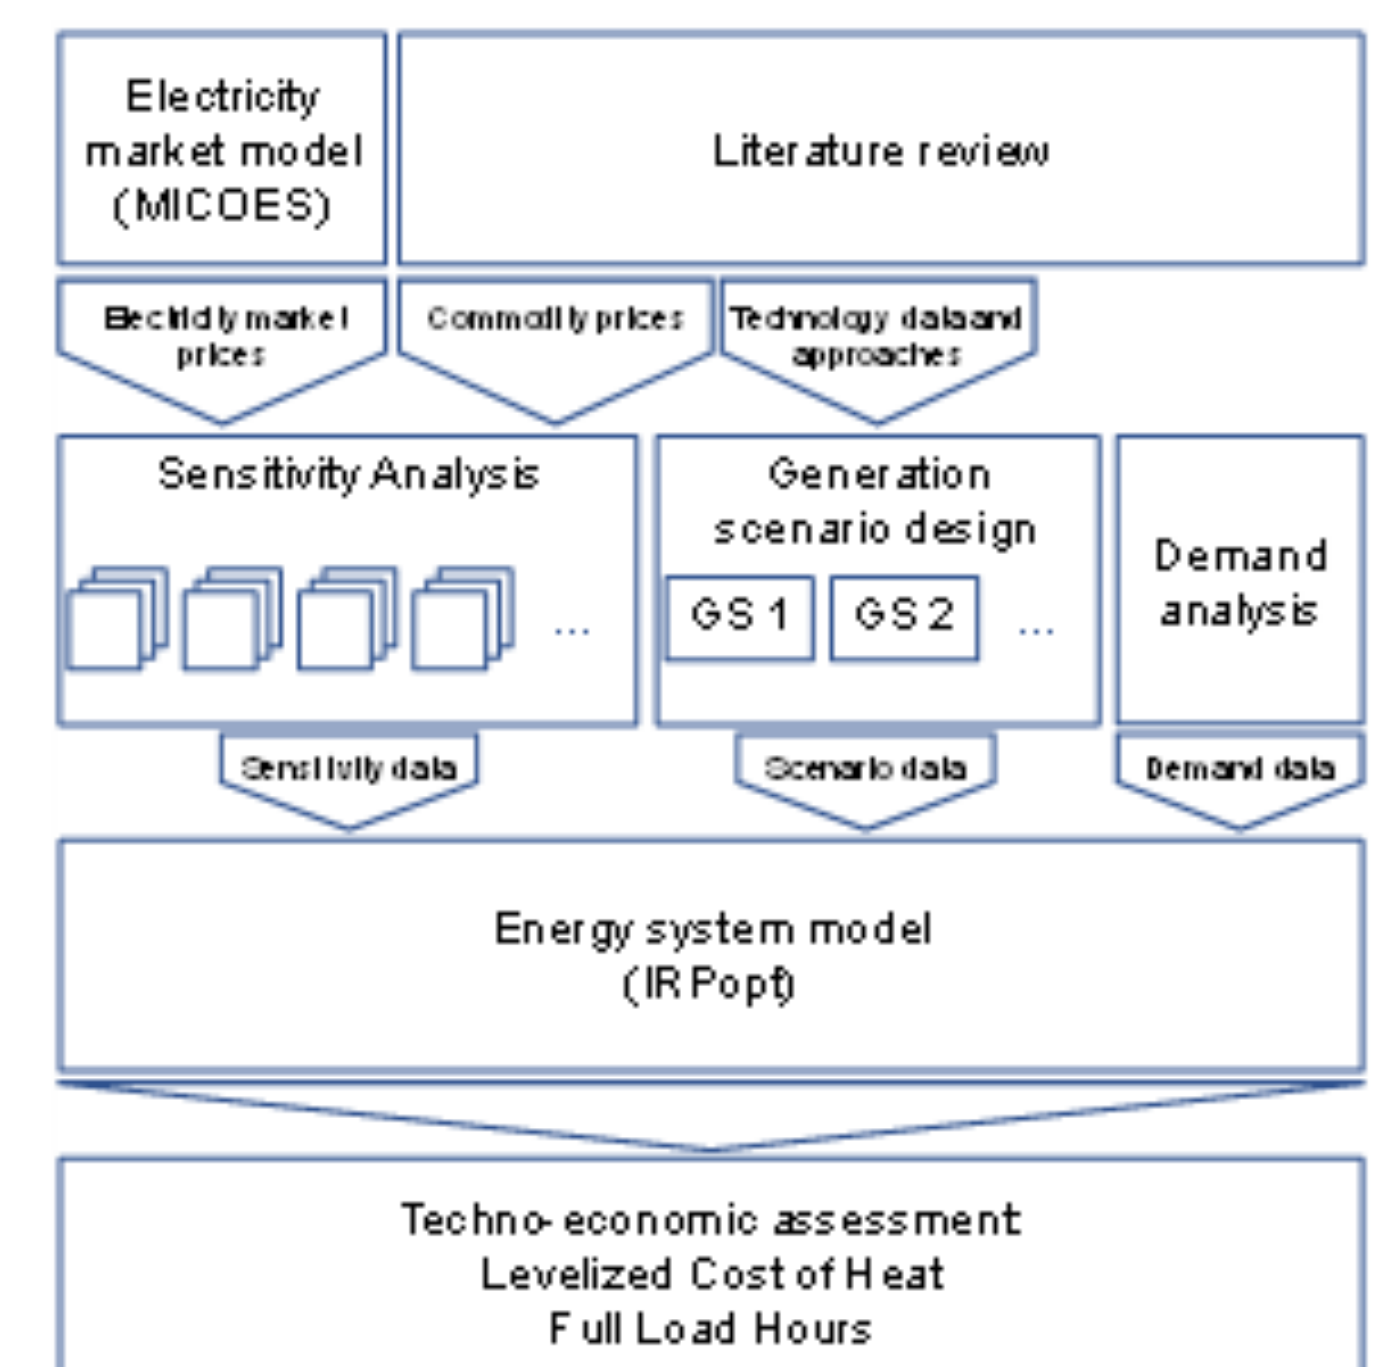 Electricity
market model
(MICOES)
Literature review
Electricity market
prices
Commodity prices
Technology data and
approaches
Sensitivity Analysis
...
Generation
scenario design
GS 1
GS 2
...
Demand
analysis
Sensitivity data
Scenario data
Demand data
Energy system model
(IRPopt)
Techno-economic assessment
Levelized Cost of Heat
Full Load Hours